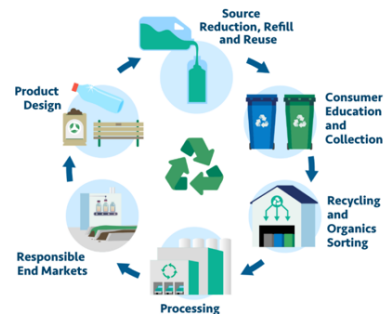 Source
Reduction, Refill
and Reuse
Consumer
Education
and
Collection
Recycling
and
Organics
Sorting
Processing
Responsible
End Markets
Product
Design